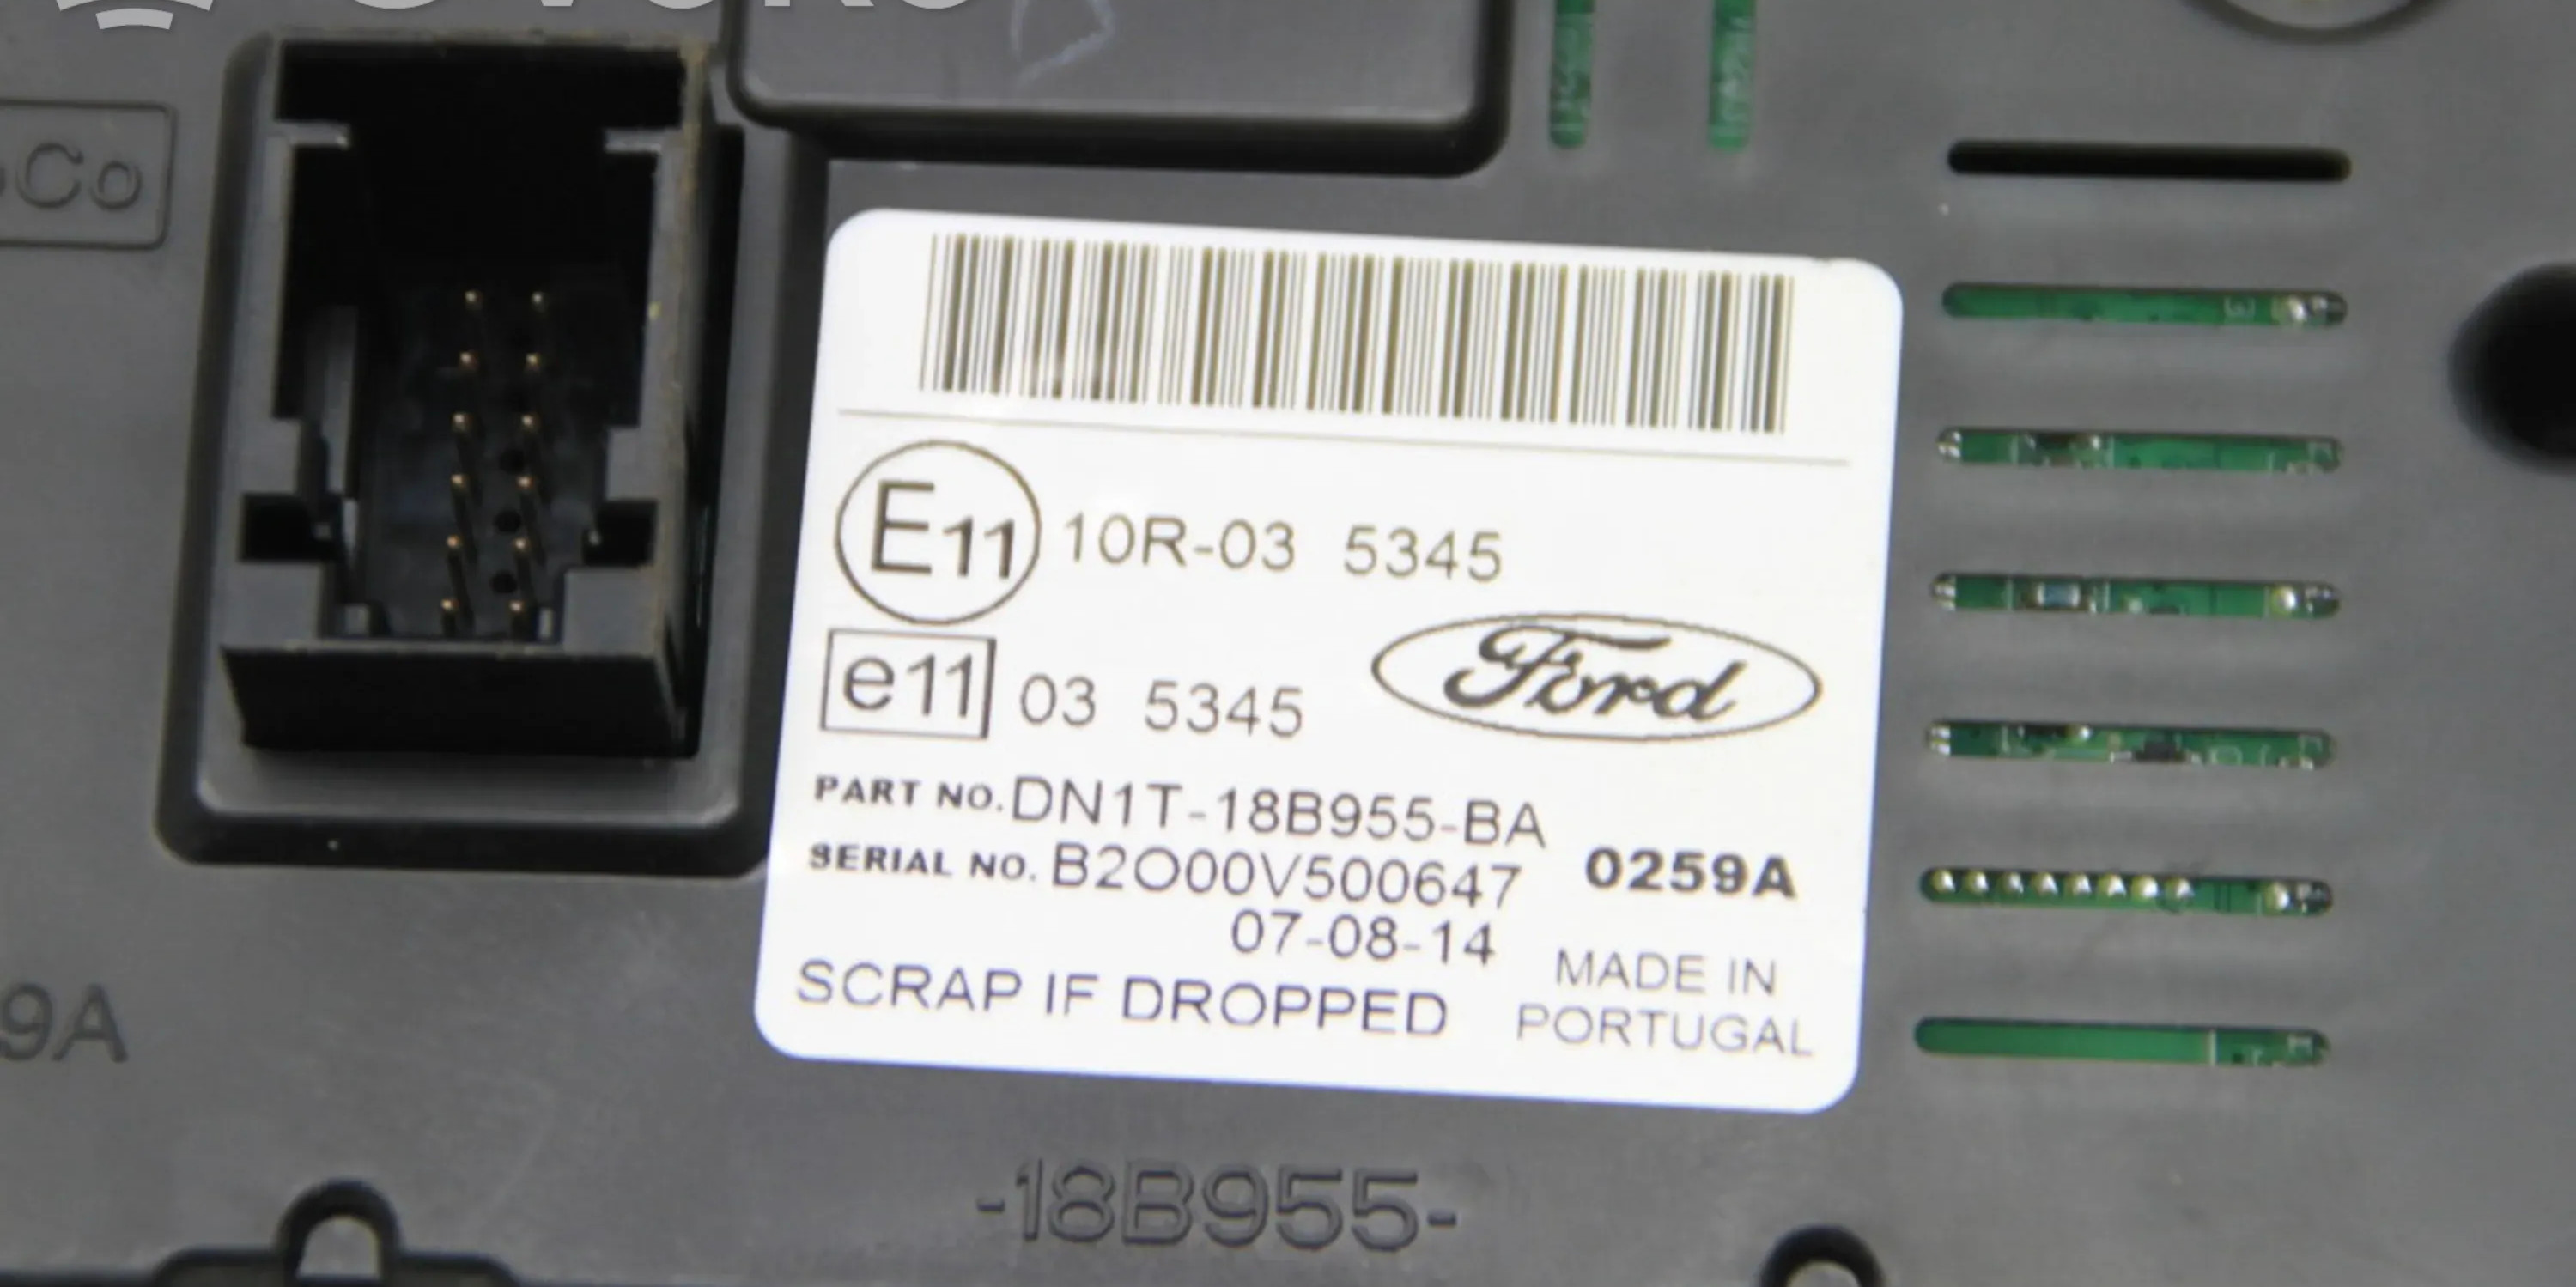 Co
E11 10R-03 5345
e11 03 5345
Ford
PART NO. DN1T-18B955-BA
SERIAL NO. B2O00V500647 0259A
07-08-14
SCRAP IF DROPPED
MADE IN
PORTUGAL
9A
-18B955-